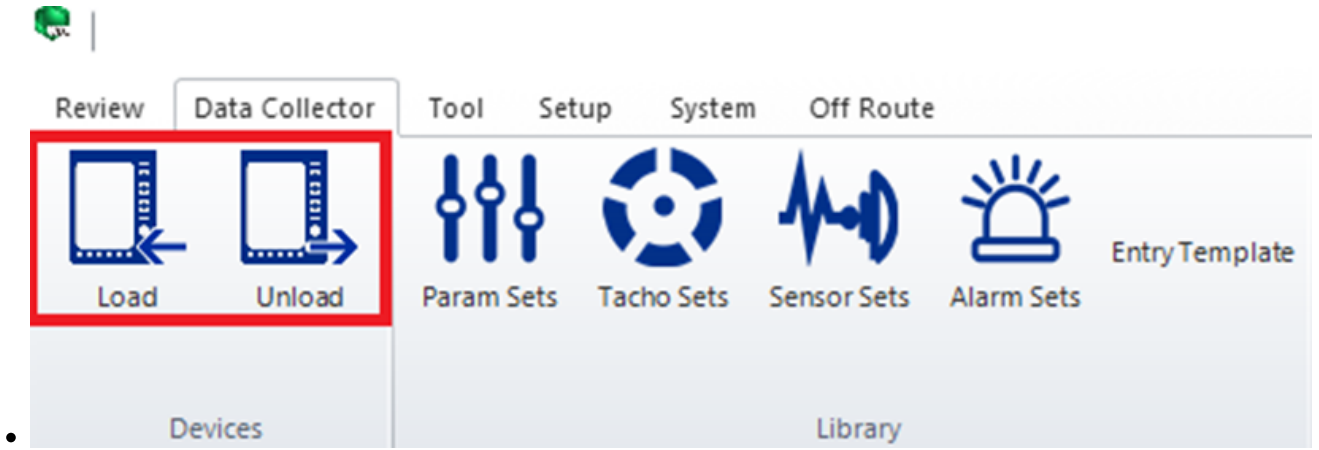 Review Data Collector Tool Setup System Off Route
Load Unload Param Sets Tacho Sets Sensor Sets Alarm Sets Entry Template
Devices Library